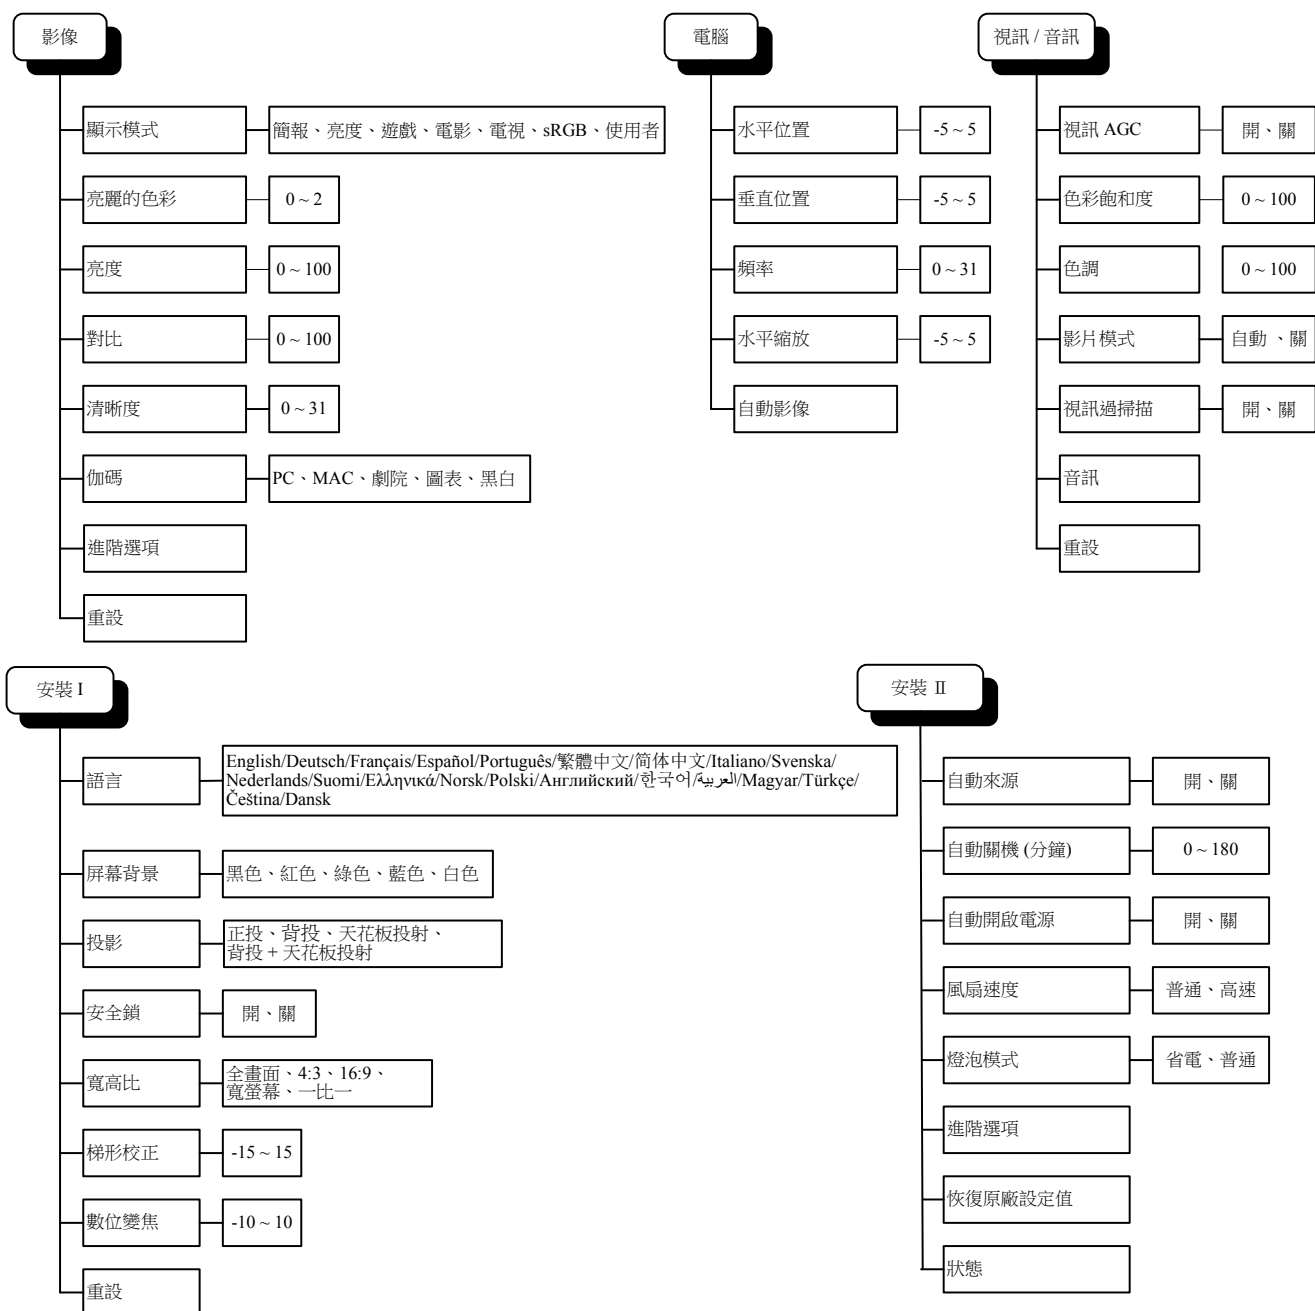 影像
顯示模式
簡報、亮度、遊戲、電影、電視、sRGB、使用者
亮麗的色彩
0 ~ 2
亮度
0 ~ 100
對比
0 ~ 100
清晰度
0 ~ 31
伽碼
PC、MAC、劇院、圖表、黑白
進階選項
重設
電腦
水平位置
-5 ~ 5
垂直位置
-5 ~ 5
頻率
0 ~ 31
水平縮放
-5 ~ 5
自動影像
視訊 / 音訊
視訊 AGC
開、關
色彩飽和度
0 ~ 100
色調
0 ~ 100
影片模式
自動 、關
視訊過掃描
開、關
音訊
重設
安裝 I
語言
English/Deutsch/Français/Español/Português/繁體中文/简体中文/Italiano/Svenska/
Nederlands/Suomi/Ελληνικά/Norsk/Polski/Английский/한국어/العربية/Magyar/Türkçe/
Čeština/Dansk
屏幕背景
黑色、紅色、綠色、藍色、白色
投影
正投、背投、天花板投射、
背投 + 天花板投射
安全鎖
開、關
寬高比
全畫面、4:3、16:9、
寬螢幕、一比一
梯形校正
-15 ~ 15
數位變焦
-10 ~ 10
重設
安裝 Ⅱ
自動來源
開、關
自動關機 (分鐘)
0 ~ 180
自動開啟電源
開、關
風扇速度
普通、高速
燈泡模式
省電、普通
進階選項
恢復原廠設定值
狀態